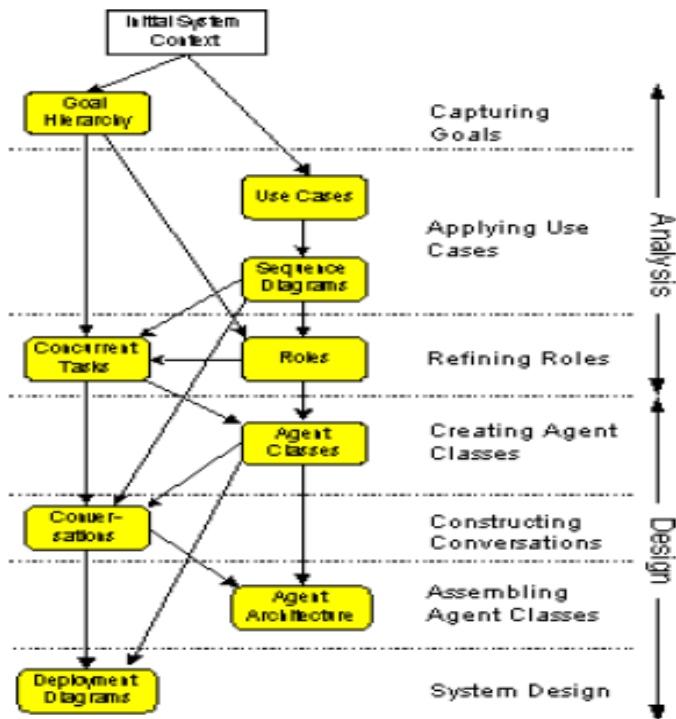 Initial System
Context
Goal
Hierarchy
Capturing
Goals
Use Cases
Applying Use
Cases
Sequence
Diagrams
Analysis
Concurrent
Tasks
Roles
Refining Roles
Agent
Classes
Creating Agent
Classes
Conver-
sations
Constructing
Conversations
Design
Agent
Architecture
Assembling
Agent Classes
Deployment
Diagrams
System Design